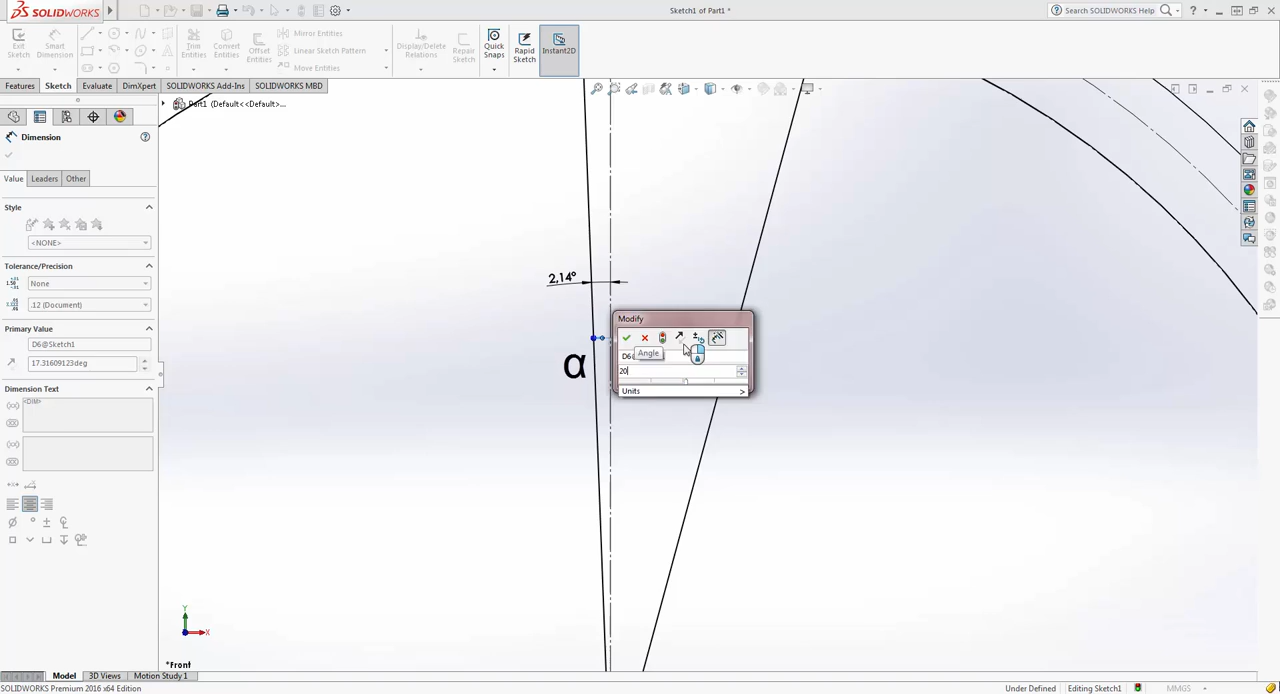 SOLIDWORKS
Sketch1 of Part1 *
Search SOLIDWORKS Help
Exit Sketch
Smart Dimension
Trim Entities
Convert Entities
Offset Entities
Mirror Entities
Linear Sketch Pattern
Move Entities
Display/Delete Relations
Repair Sketch
Quick Snaps
Rapid Sketch
Instant2D
Features
Sketch
Evaluate
DimXpert
SOLIDWORKS Add-Ins
SOLIDWORKS MBD
Part1 (Default<<Default>...
Dimension
Value
Leaders
Other
Style
<NONE>
Tolerance/Precision
None
.12 (Document)
Primary Value
D6@Sketch1
17.31609123deg
Dimension Text
<DIM>
2,14°
α
Modify
Angle
20
Units
Y
X
*Front
Model
3D Views
Motion Study 1
SOLIDWORKS Premium 2016 x64 Edition
Under Defined
Editing Sketch1
MMGS